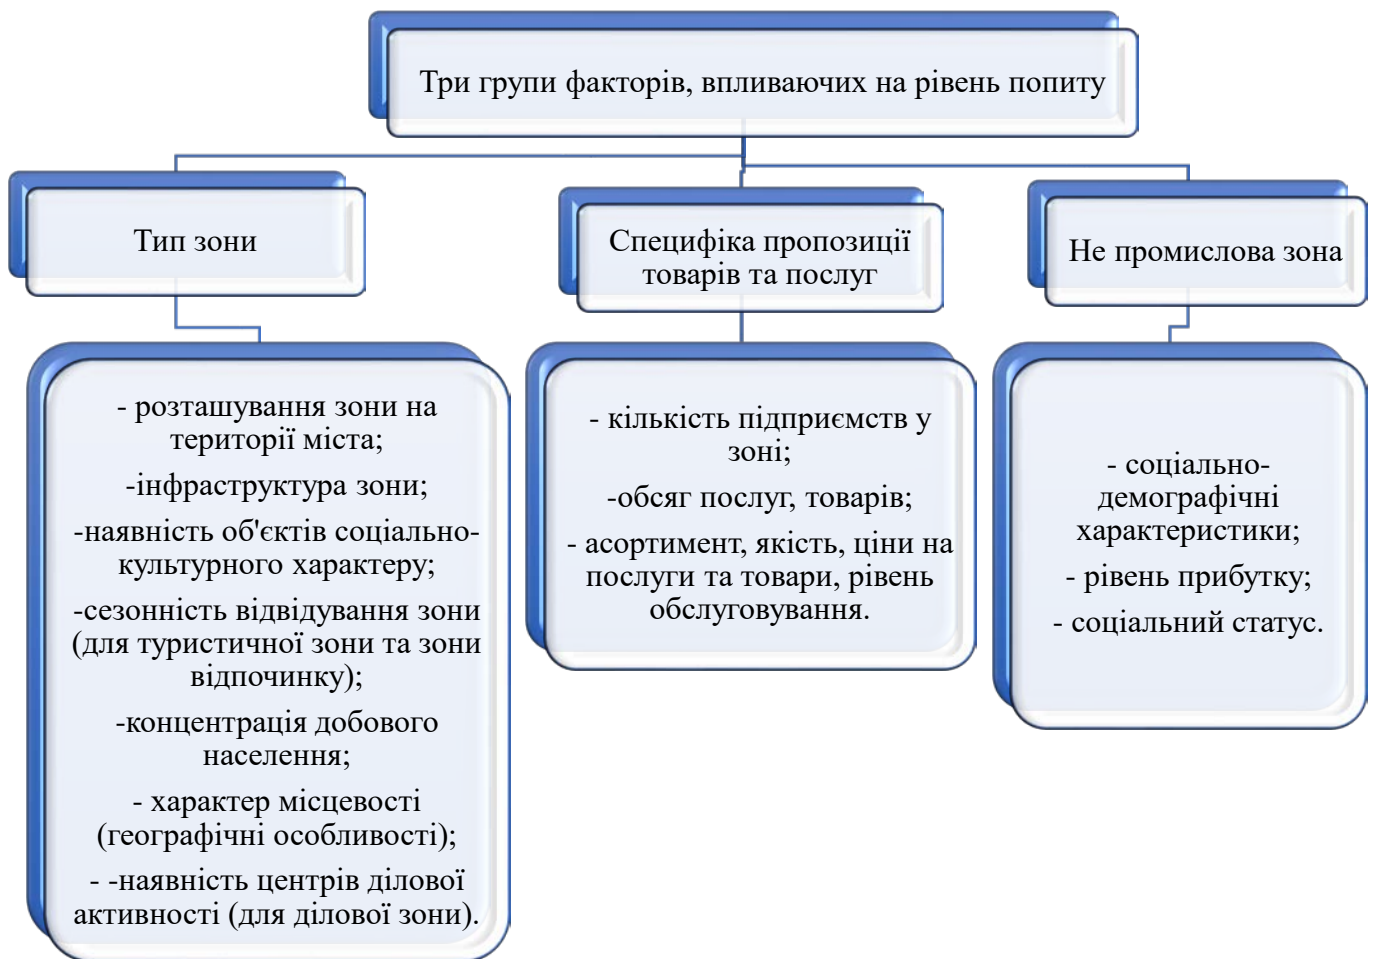 Три групи факторів, впливаючих на рівень попиту
Тип зони
- розташування зони на
території міста;
-інфраструктура зони;
-наявність об'єктів соціально-
культурного характеру;
-сезонність відвідування зони
(для туристичної зони та зони
відпочинку);
-концентрація добового
населення;
- характер місцевості
(географічні особливості);
- -наявність центрів ділової
активності (для ділової зони).
Специфіка пропозиції
товарів та послуг
- кількість підприємств у
зоні;
-обсяг послуг, товарів;
- асортимент, якість, ціни на
послуги та товари, рівень
обслуговування.
Не промислова зона
- соціально-
демографічні
характеристики;
- рівень прибутку;
- соціальний статус.